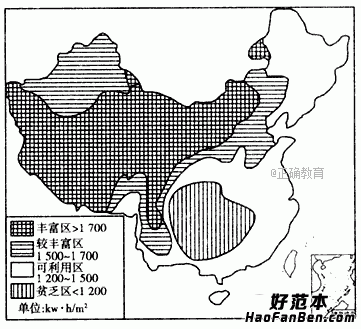 @正确教育
丰富区>1 700
较丰富区
1 500~1 700
可利用区
1 200~1 500
贫乏区<1 200
单位:kw·h/m²
好范本
HaoFanBen.com